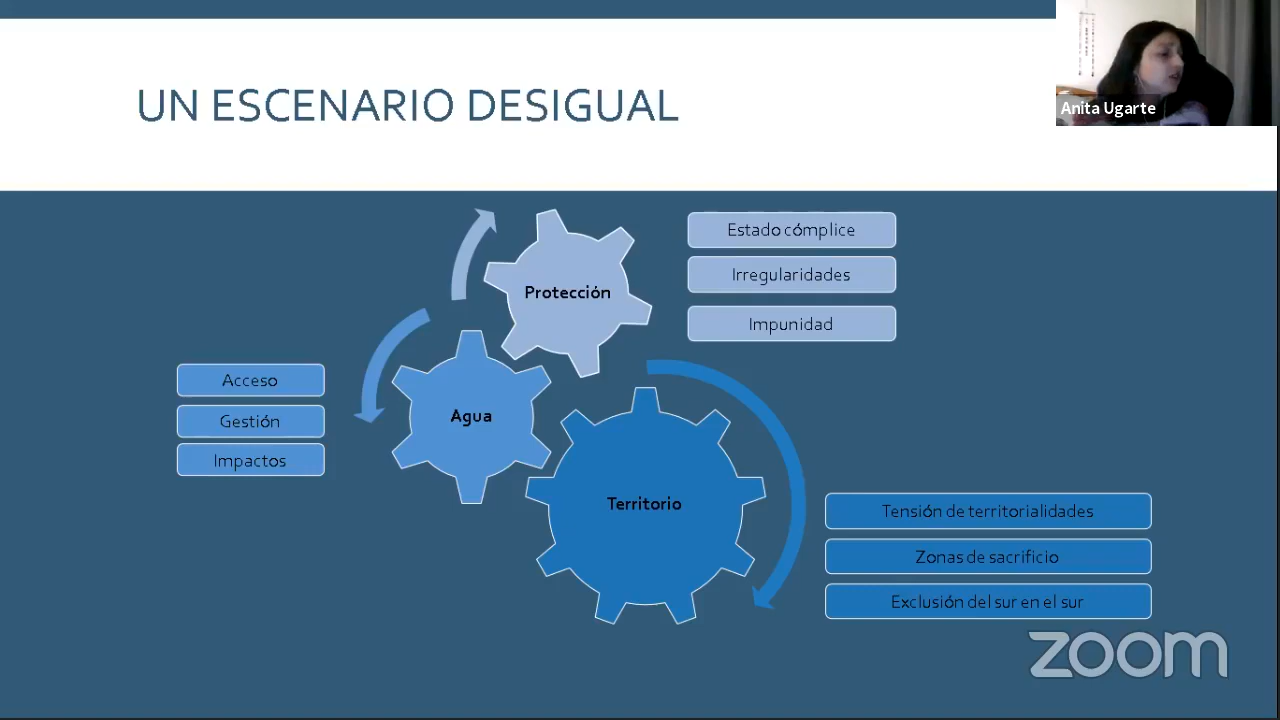 UN ESCENARIO DESIGUAL
Anita Ugarte
Protección
Estado cómplice
Irregularidades
Impunidad
Agua
Acceso
Gestión
Impactos
Territorio
Tensión de territorialidades
Zonas de sacrificio
Exclusión del sur en el sur
zoom